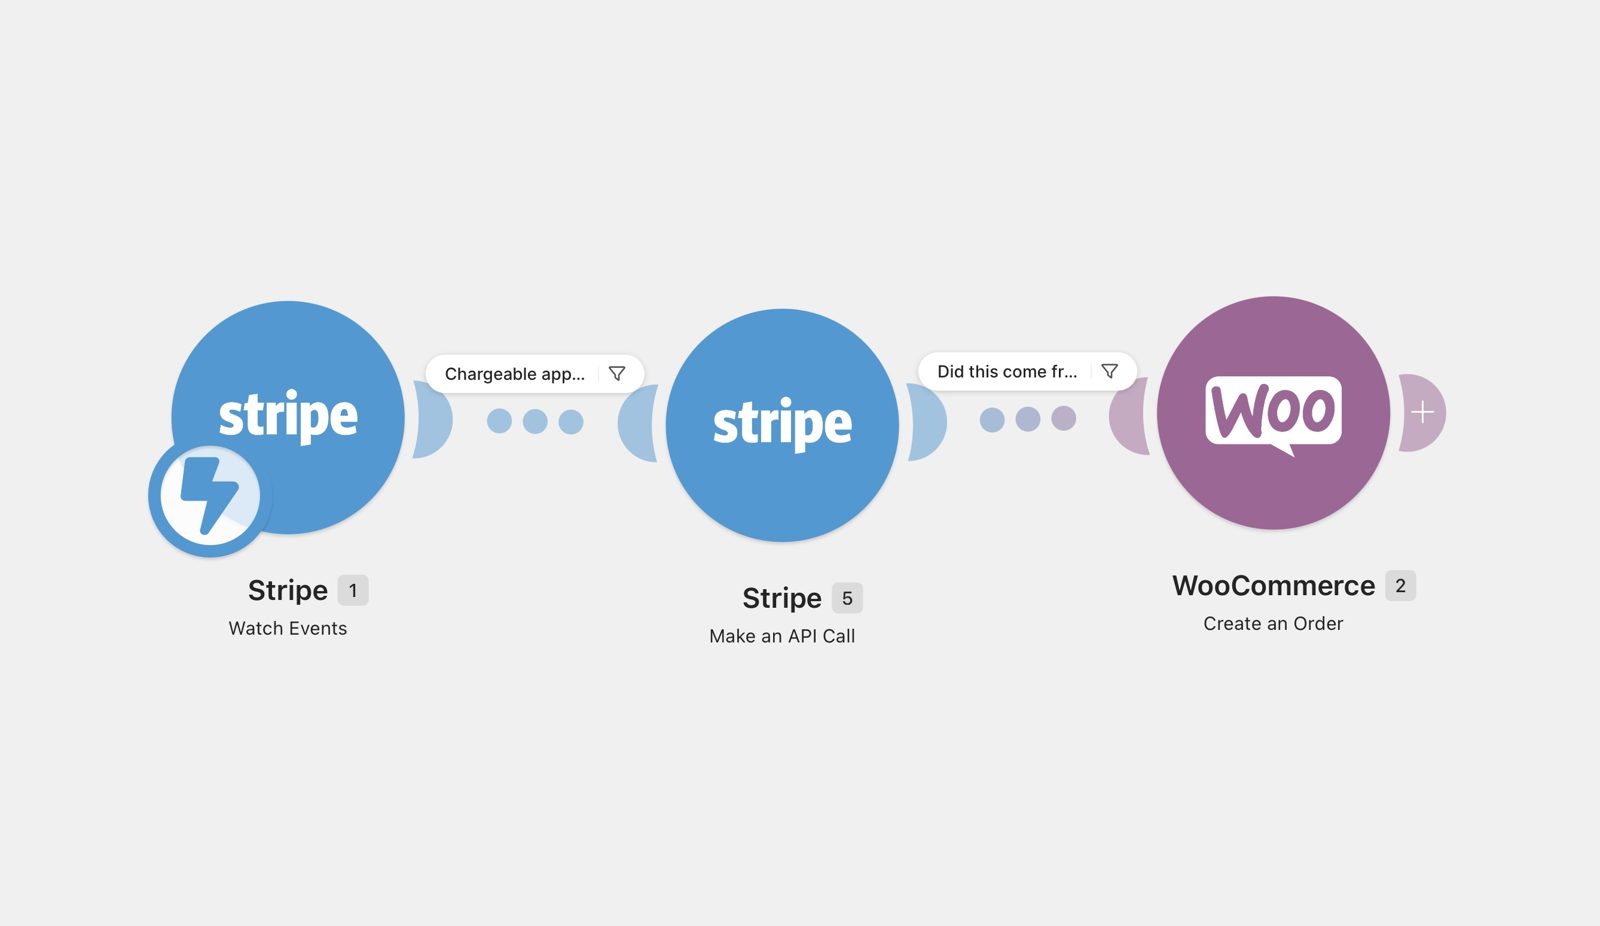 stripe
Chargeable app...
stripe
Did this come fr...
Woo
Stripe 1
Watch Events
Stripe 5
Make an API Call
WooCommerce 2
Create an Order